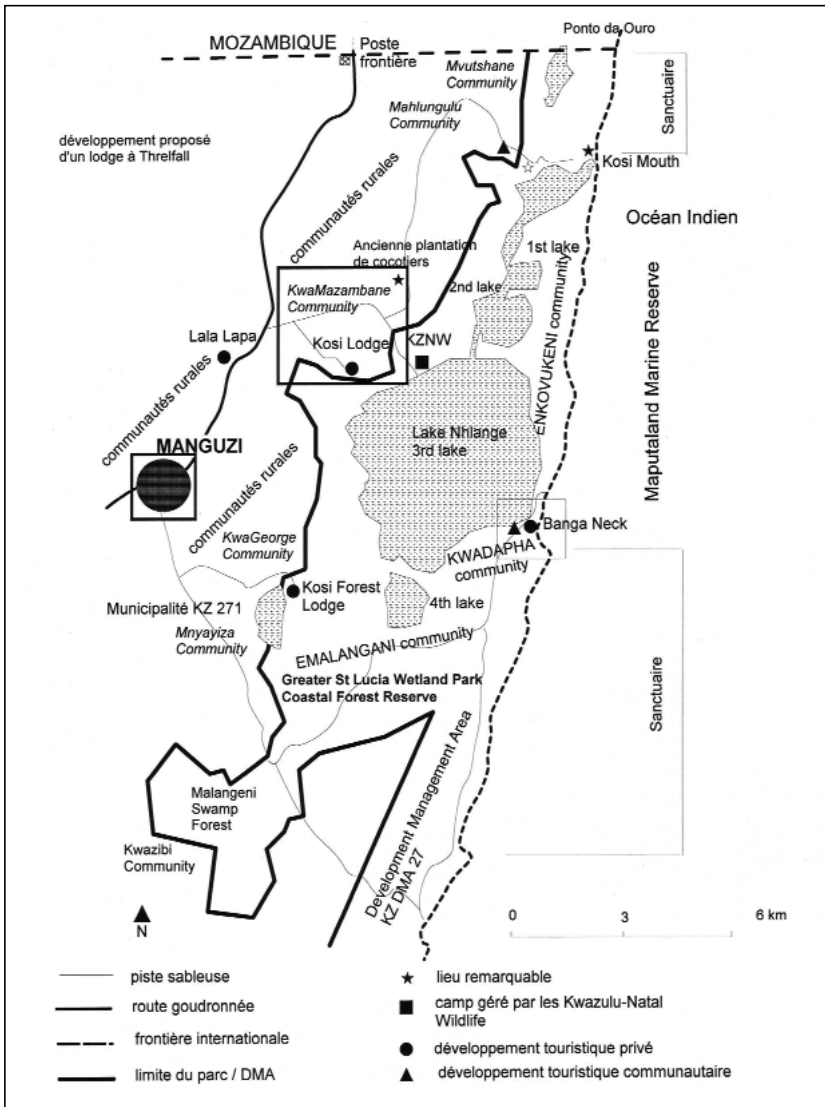 Ponto da Ouro
MOZAMBIQUE
Poste
frontière
Mvutshane
Community
Mahlungulu
Community
Sanctuaire
développement proposé
d'un lodge à Threlfall
Kosi Mouth
communautés rurales
Océan Indien
Ancienne plantation
de cocotiers
1st lake
2nd lake
KwaMazambane
Community
Lala Lapa
Kosi Lodge
KZNW
ENKOVUKENI community
Maputaland Marine Reserve
communautés rurales
Lake Nhlange
3rd lake
MANGUZI
communautés rurales
Banga Neck
KwaGeorge
Community
KWADAPHA
community
Kosi Forest
Lodge
4th lake
Municipalité KZ 271
Mnyayiza
Community
EMALANGANI community
Greater St Lucia Wetland Park
Coastal Forest Reserve
Sanctuaire
Malangeni
Swamp
Forest
Development Management Area
KZ DMA 27
Kwazibi
Community
N
0 3 6 km
piste sableuse
lieu remarquable
route goudronnée
camp géré par les Kwazulu-Natal
Wildlife
frontière internationale
développement touristique privé
limite du parc / DMA
développement touristique communautaire